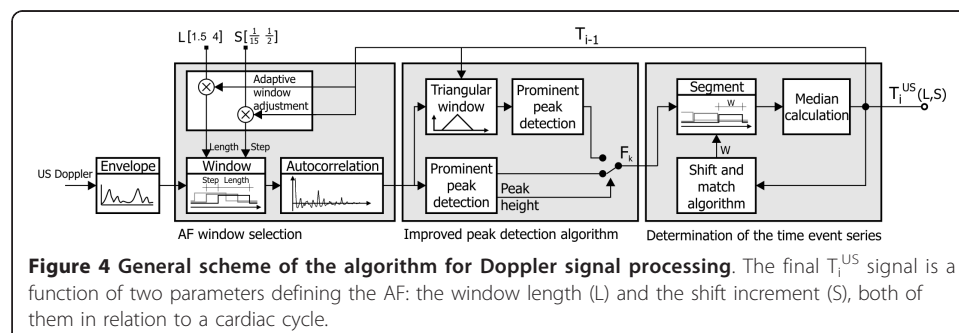 L [1.5 4] S[1/15 1/2]
T_{i-1}
Adaptive
window
adjustment
Length
Step
Triangular
window
Prominent
peak
detection
Segment
W
Median
calculation
T_i^{US}(L,S)
US Doppler
Envelope
Window
Step Length
Autocorrelation
Prominent
peak
detection
Peak
height
F_k
W
Shift and
match
algorithm
AF window selection
Improved peak detection algorithm
Determination of the time event series
Figure 4 General scheme of the algorithm for Doppler signal processing. The final T_i^{US} signal is a
function of two parameters defining the AF: the window length (L) and the shift increment (S), both of
them in relation to a cardiac cycle.